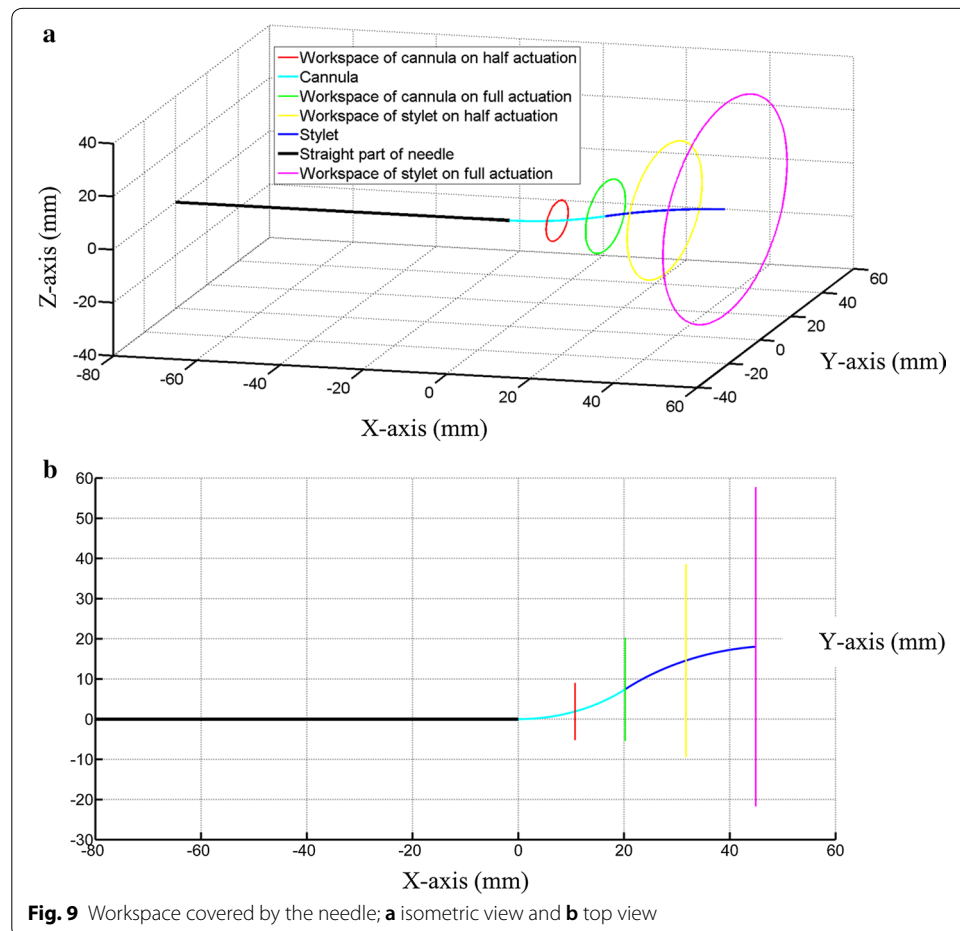 a
Workspace of cannula on half actuation
Cannula
Workspace of cannula on full actuation
Workspace of stylet on half actuation
Stylet
Straight part of needle
Workspace of stylet on full actuation
40
20
0
-20
-40
Z-axis (mm)
-80
-60
-40
-20
0
20
40
60
X-axis (mm)
-40
-20
0
20
40
60
Y-axis (mm)
b
60
50
40
30
20
10
0
-10
-20
-30
-80
-60
-40
-20
0
20
40
60
X-axis (mm)
Y-axis (mm)
Fig. 9 Workspace covered by the needle; a isometric view and b top view